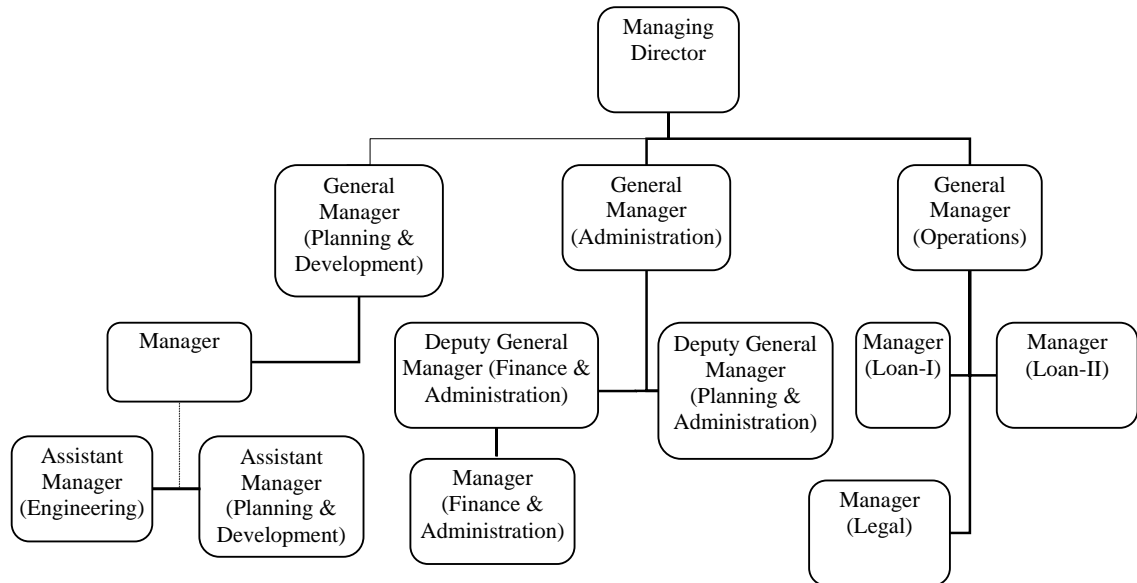 Managing
Director
General
Manager
(Planning &
Development)
General
Manager
(Administration)
General
Manager
(Operations)
Manager
Deputy General
Manager (Finance &
Administration)
Deputy General
Manager
(Planning &
Administration)
Manager
(Loan-I)
Manager
(Loan-II)
Assistant
Manager
(Engineering)
Assistant
Manager
(Planning &
Development)
Manager
(Finance &
Administration)
Manager
(Legal)